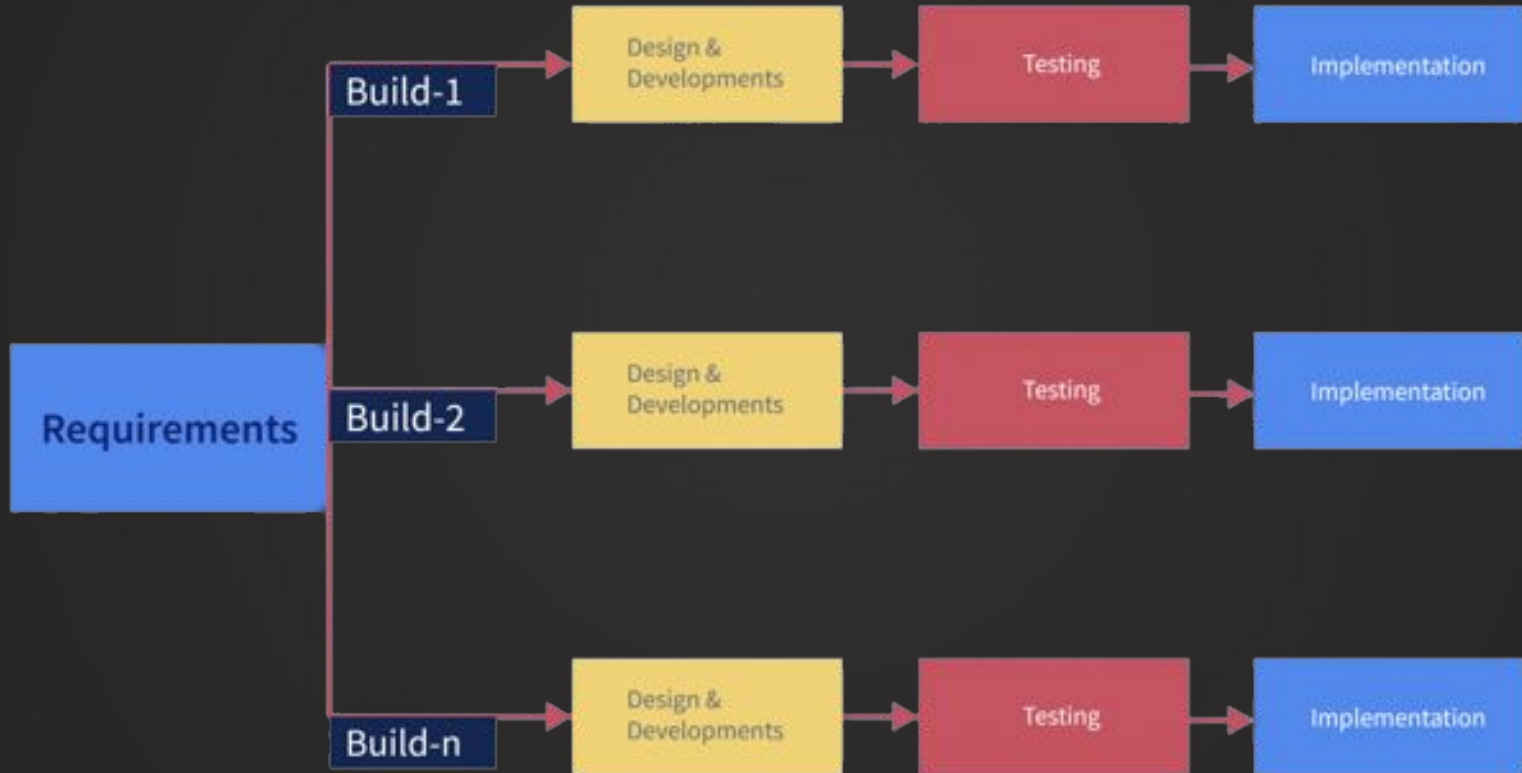 Build-1
Design &
Developments
Testing
Implementation
Requirements
Build-2
Design &
Developments
Testing
Implementation
Build-n
Design &
Developments
Testing
Implementation